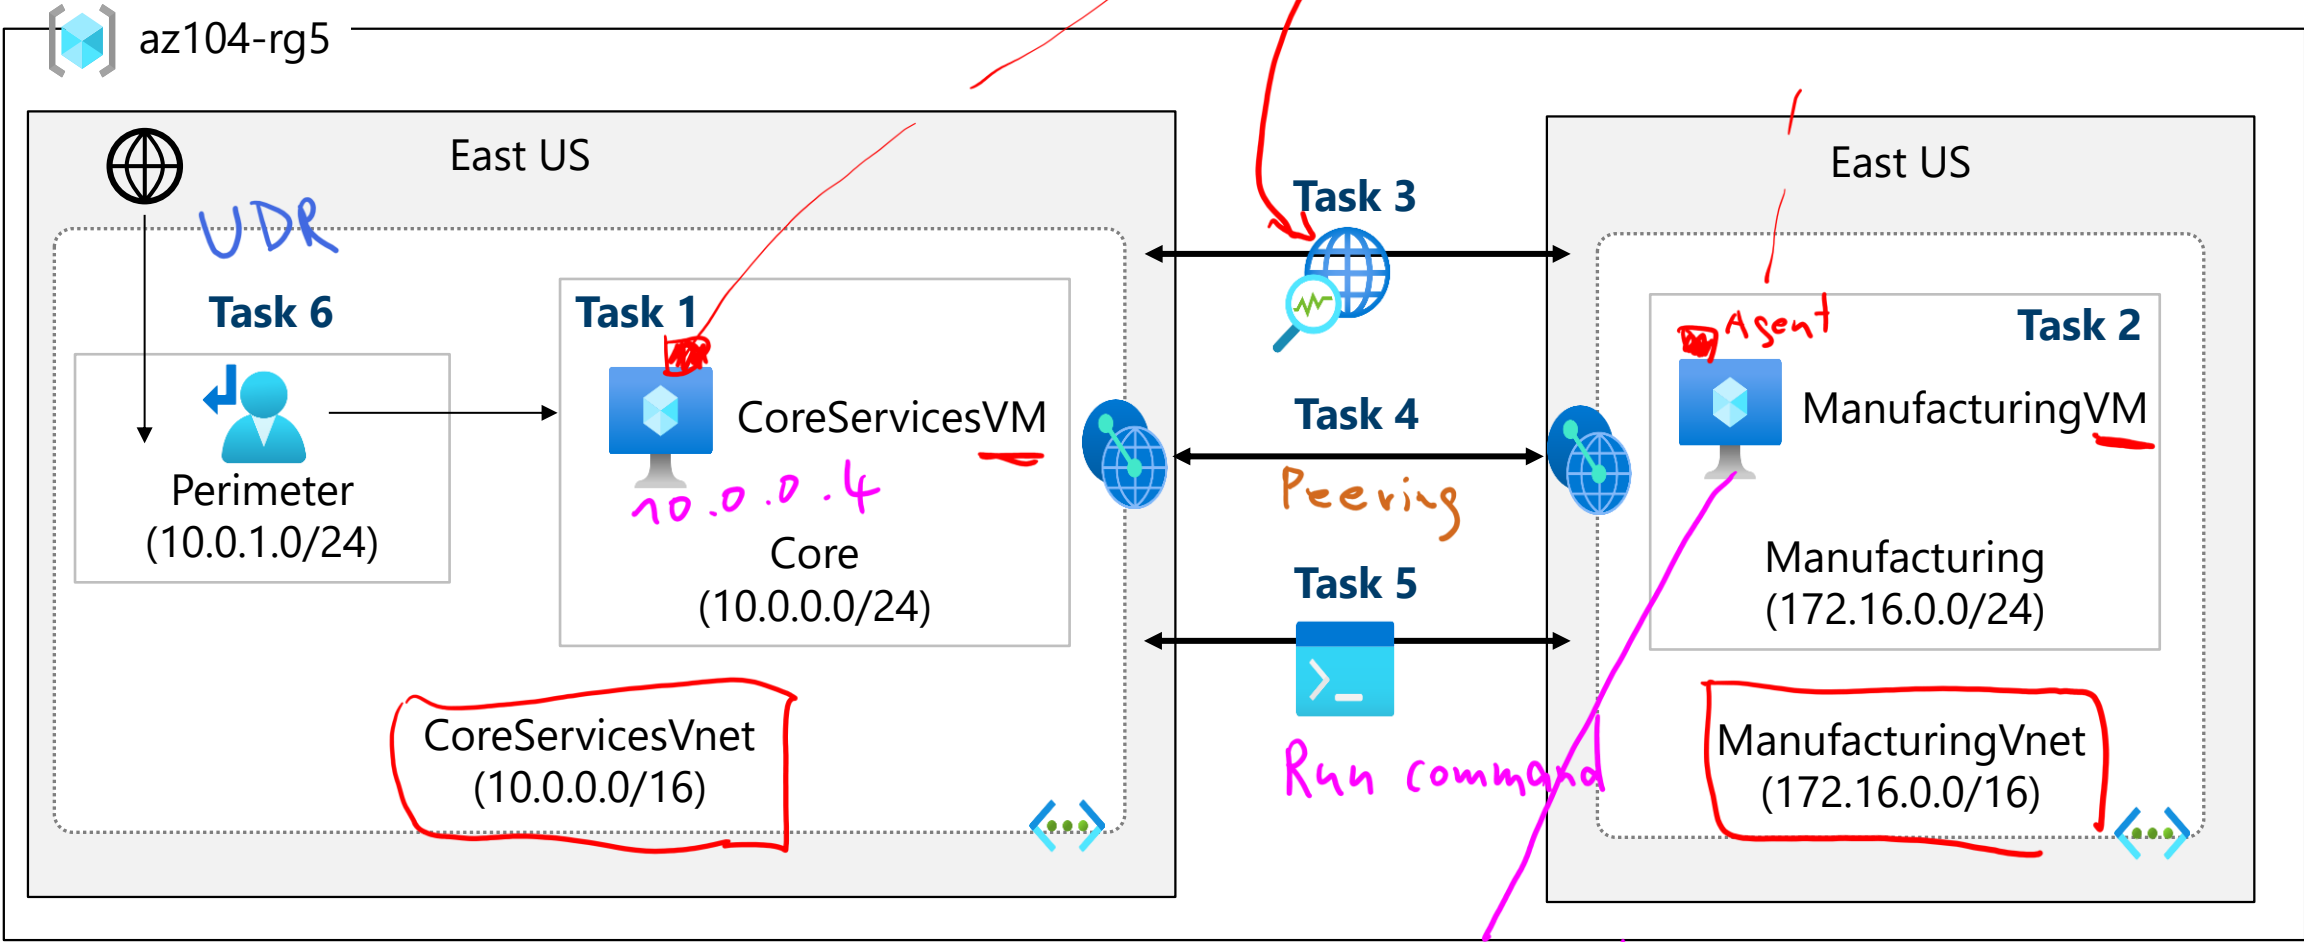 az104-rg5
East US
UDR
Task 6
Perimeter
(10.0.1.0/24)
Task 1
CoreServicesVM
10.0.0.4
Core
(10.0.0.0/24)
CoreServicesVnet
(10.0.0.0/16)
Task 3
Task 4
Peering
Task 5
Run command
East US
Agent
Task 2
ManufacturingVM
Manufacturing
(172.16.0.0/24)
ManufacturingVnet
(172.16.0.0/16)